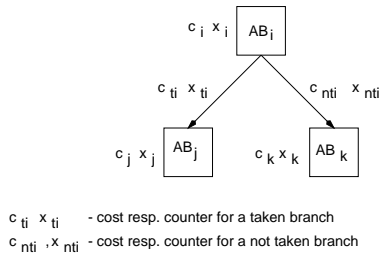 c i x i AB i
c ti x ti c nti x nti
c j x j AB j c k x k AB k
c ti x ti - cost resp. counter for a taken branch
c nti , x nti - cost resp. counter for a not taken branch